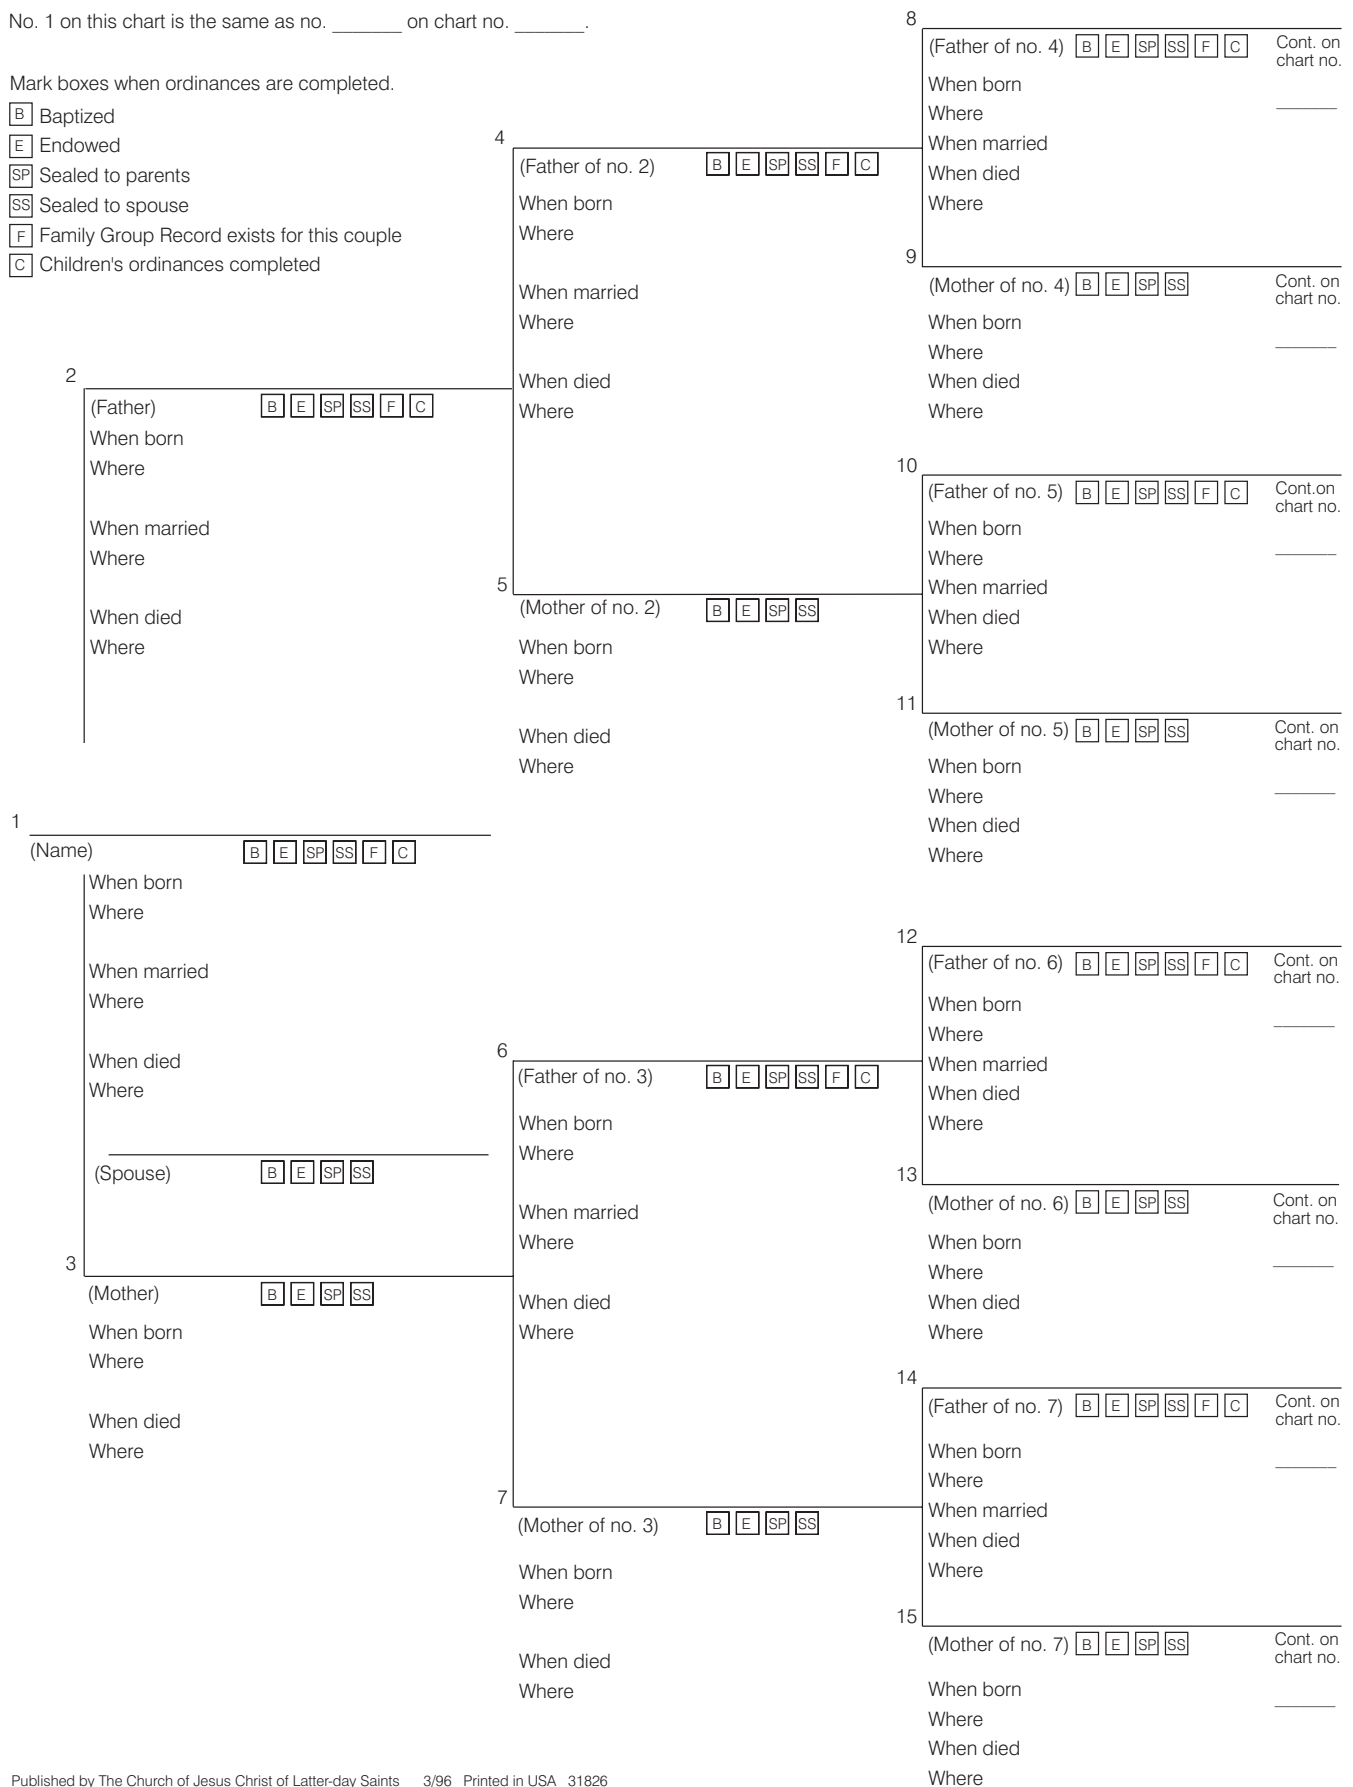 No. 1 on this chart is the same as no. _______ on chart no. _______.
Mark boxes when ordinances are completed.
B Baptized
E Endowed
SP Sealed to parents
SS Sealed to spouse
F Family Group Record exists for this couple
C Children's ordinances completed
2
(Father) B E SP SS F C
When born
Where
When married
Where
When died
Where
1
(Name) B E SP SS F C
When born
Where
When married
Where
When died
Where
(Spouse) B E SP SS
3
(Mother) B E SP SS
When born
Where
When died
Where
4
(Father of no. 2) B E SP SS F C
When born
Where
When married
Where
When died
Where
5
(Mother of no. 2) B E SP SS
When born
Where
When died
Where
6
(Father of no. 3) B E SP SS F C
When born
Where
When married
Where
When died
Where
7
(Mother of no. 3) B E SP SS
When born
Where
When died
Where
8
(Father of no. 4) B E SP SS F C Cont. on
chart no.
When born
Where ______
When married
When died
Where
9
(Mother of no. 4) B E SP SS Cont. on
chart no.
When born
Where ______
When died
Where
10
(Father of no. 5) B E SP SS F C Cont.on
chart no.
When born
Where ______
When married
When died
Where
11
(Mother of no. 5) B E SP SS Cont. on
chart no.
When born
Where ______
When died
Where
12
(Father of no. 6) B E SP SS F C Cont. on
chart no.
When born
Where ______
When married
When died
Where
13
(Mother of no. 6) B E SP SS Cont. on
chart no.
When born
Where ______
When died
Where
14
(Father of no. 7) B E SP SS F C Cont. on
chart no.
When born
Where ______
When married
When died
Where
15
(Mother of no. 7) B E SP SS Cont. on
chart no.
When born
Where ______
When died
Where
Published by The Church of Jesus Christ of Latter-day Saints 3/96 Printed in USA 31826